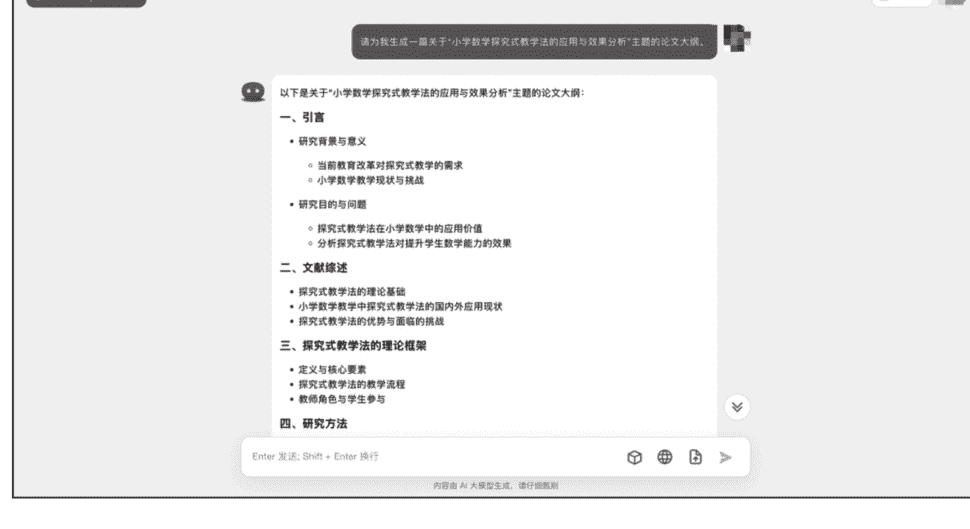 请为我生成一篇关于“小学数学探究式教学法的应用与效果分析”主题的论文大纲。
以下是关于“小学数学探究式教学法的应用与效果分析”主题的论文大纲：
一、引言
• 研究背景与意义
◦ 当前教育改革对探究式教学的需求
◦ 小学数学教学现状与挑战
• 研究目的与问题
◦ 探究式教学法在小学数学中的应用价值
◦ 分析探究式教学法对提升学生数学能力的效果
二、文献综述
• 探究式教学法的理论基础
• 小学数学教学中探究式教学法的国内外应用现状
• 探究式教学法的优势与面临的挑战
三、探究式教学法的理论框架
• 定义与核心要素
• 探究式教学法的教学流程
• 教师角色与学生参与
四、研究方法
Enter 发送; Shift + Enter 换行
内容由 AI 大模型生成，请仔细甄别